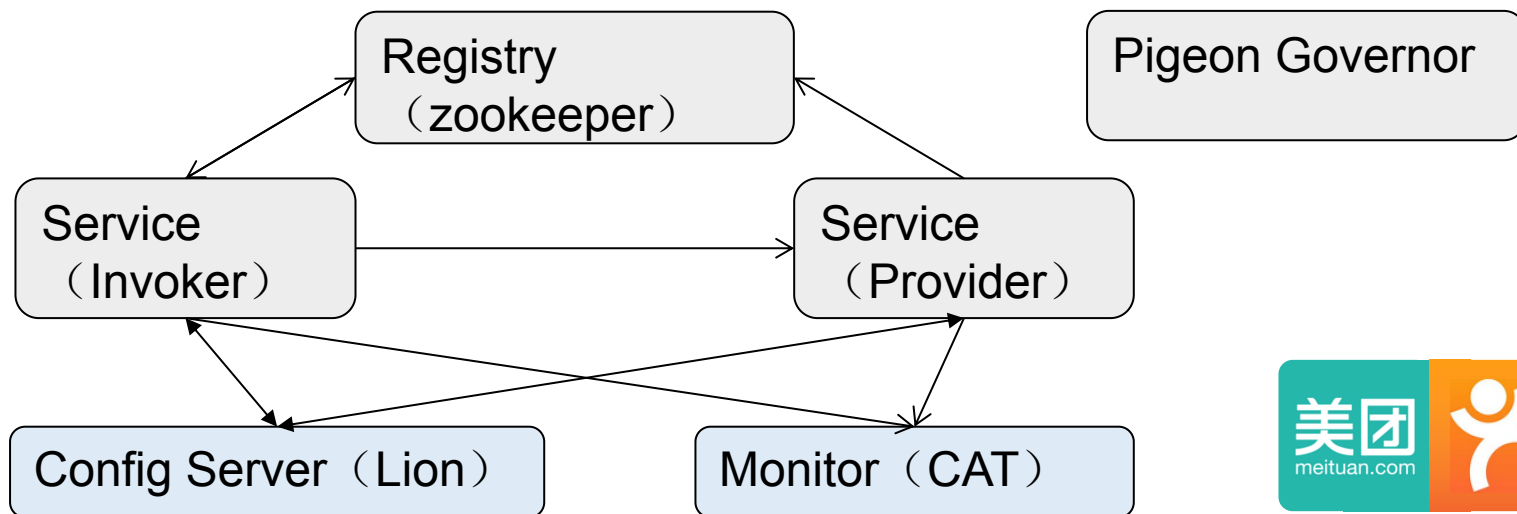 Registry
（zookeeper）
Pigeon Governor
Service
（Invoker）
Service
（Provider）
Config Server（Lion）
Monitor（CAT）
美团
meituan.com